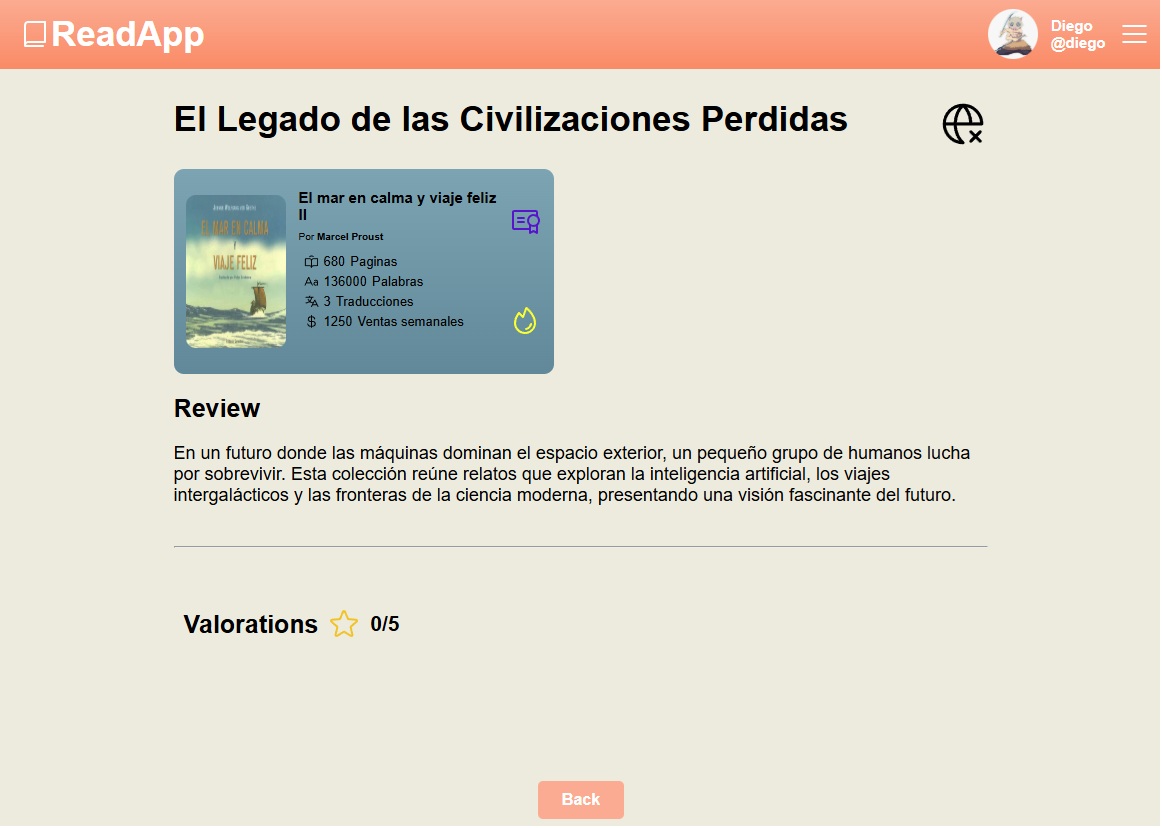 ReadApp
Diego
@diego
El Legado de las Civilizaciones Perdidas
EL MAR EN CALMA
Y
VIAJE FELIZ
El mar en calma y viaje feliz
II
Por Marcel Proust
680 Paginas
Aa 136000 Palabras
3 Traducciones
$ 1250 Ventas semanales
Review
En un futuro donde las máquinas dominan el espacio exterior, un pequeño grupo de humanos lucha
por sobrevivir. Esta colección reúne relatos que exploran la inteligencia artificial, los viajes
intergalácticos y las fronteras de la ciencia moderna, presentando una visión fascinante del futuro.
Valorations 0/5
Back